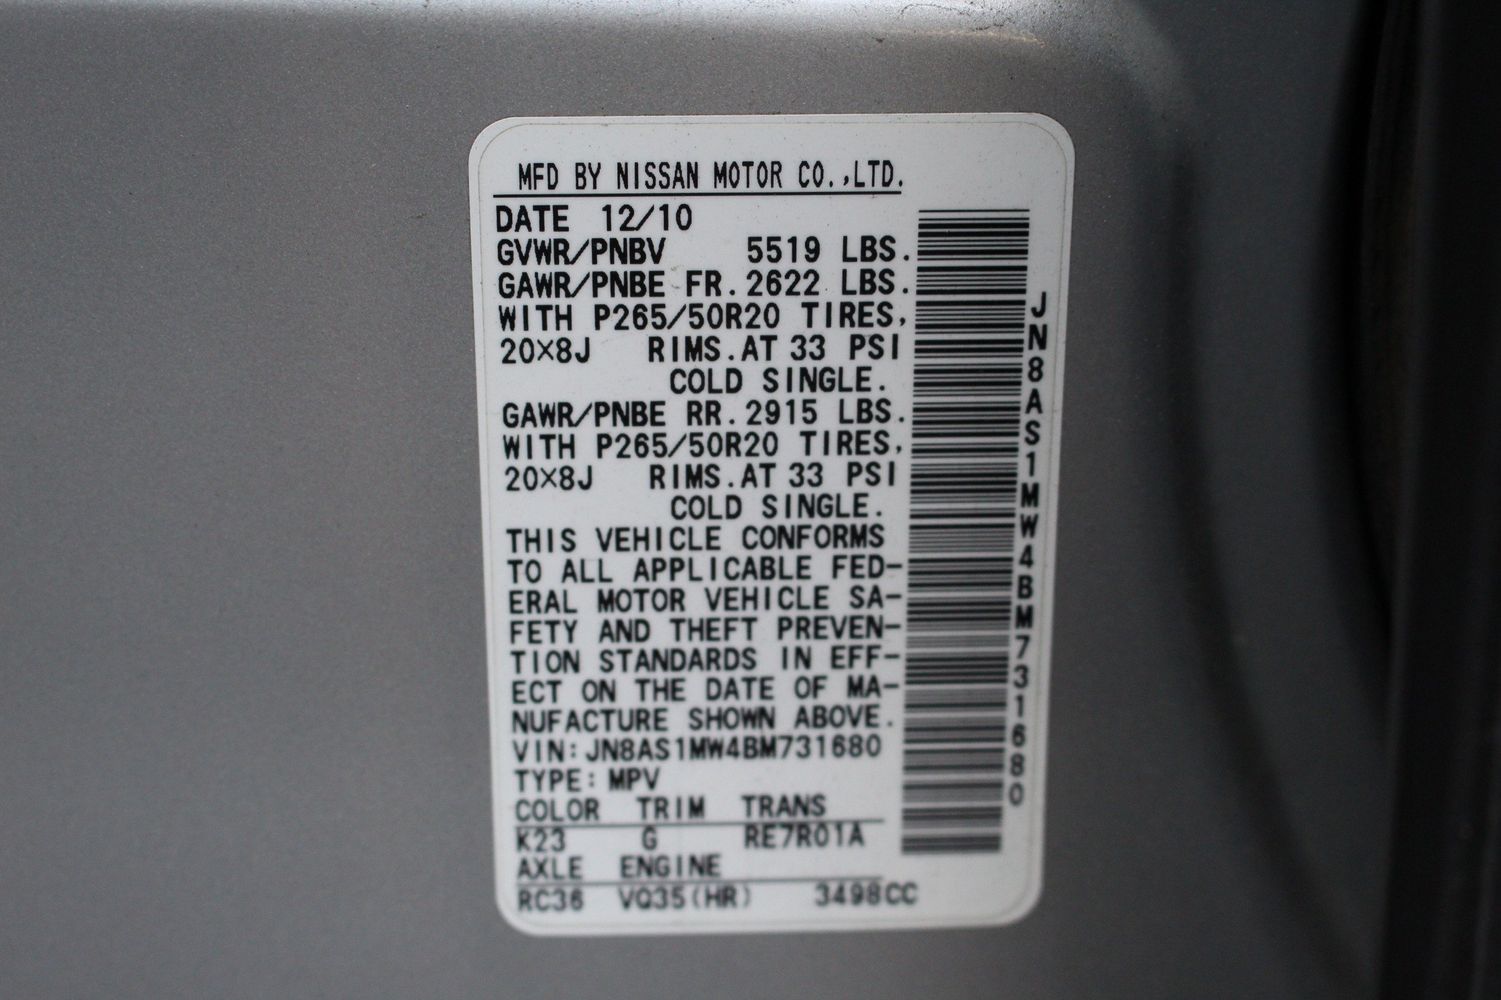 MFD BY NISSAN MOTOR CO.,LTD.
DATE 12/10
GVWR/PNBV 5519 LBS.
GAWR/PNBE FR.2622 LBS.
WITH P265/50R20 TIRES,
20×8J RIMS.AT 33 PSI
COLD SINGLE.
GAWR/PNBE RR.2915 LBS.
WITH P265/50R20 TIRES,
20×8J RIMS.AT 33 PSI
COLD SINGLE.
THIS VEHICLE CONFORMS
TO ALL APPLICABLE FED-
ERAL MOTOR VEHICLE SA-
FETY AND THEFT PREVEN-
TION STANDARDS IN EFF-
ECT ON THE DATE OF MA-
NUFACTURE SHOWN ABOVE.
VIN:JN8AS1MW4BM731680
TYPE:MPV
COLOR TRIM TRANS
K23 G RE7R01A
AXLE ENGINE
RC36 VQ35(HR) 3498CC
JN8AS1MW4BM731680